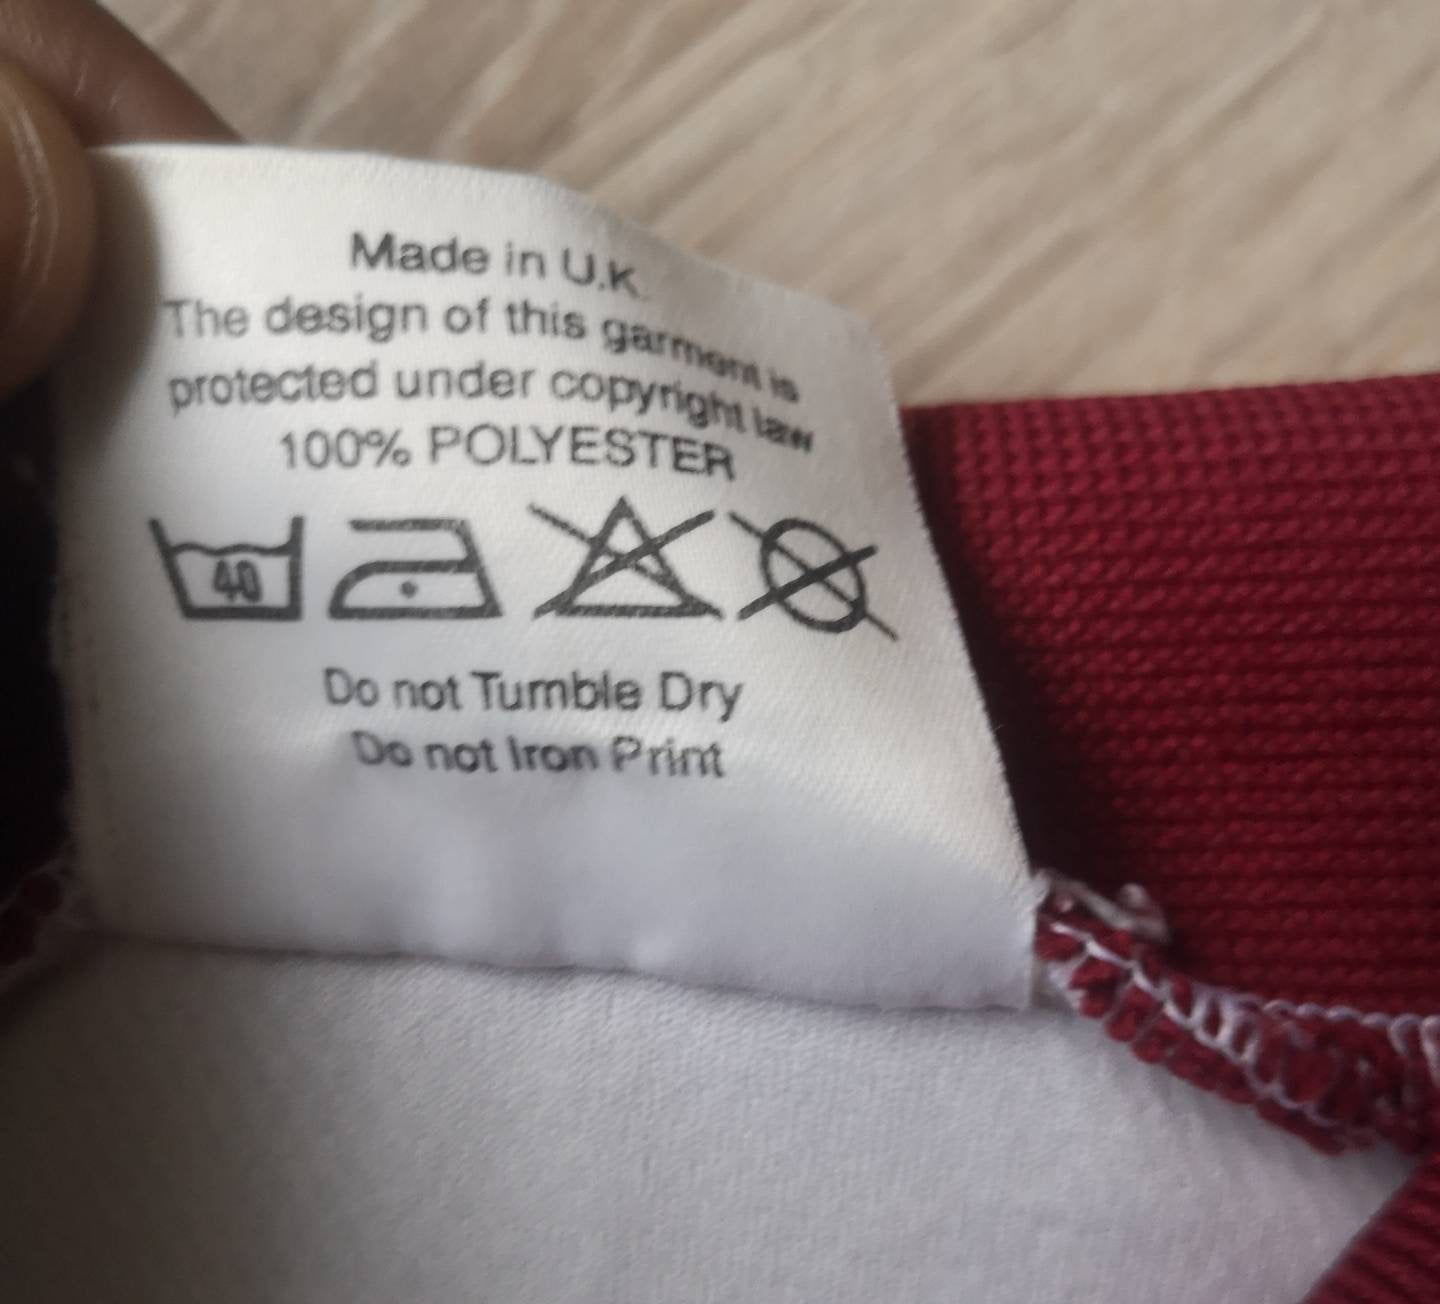 Made in U.K.
The design of this garment is
protected under copyright law
100% POLYESTER
40
Do not Tumble Dry
Do not Iron Print